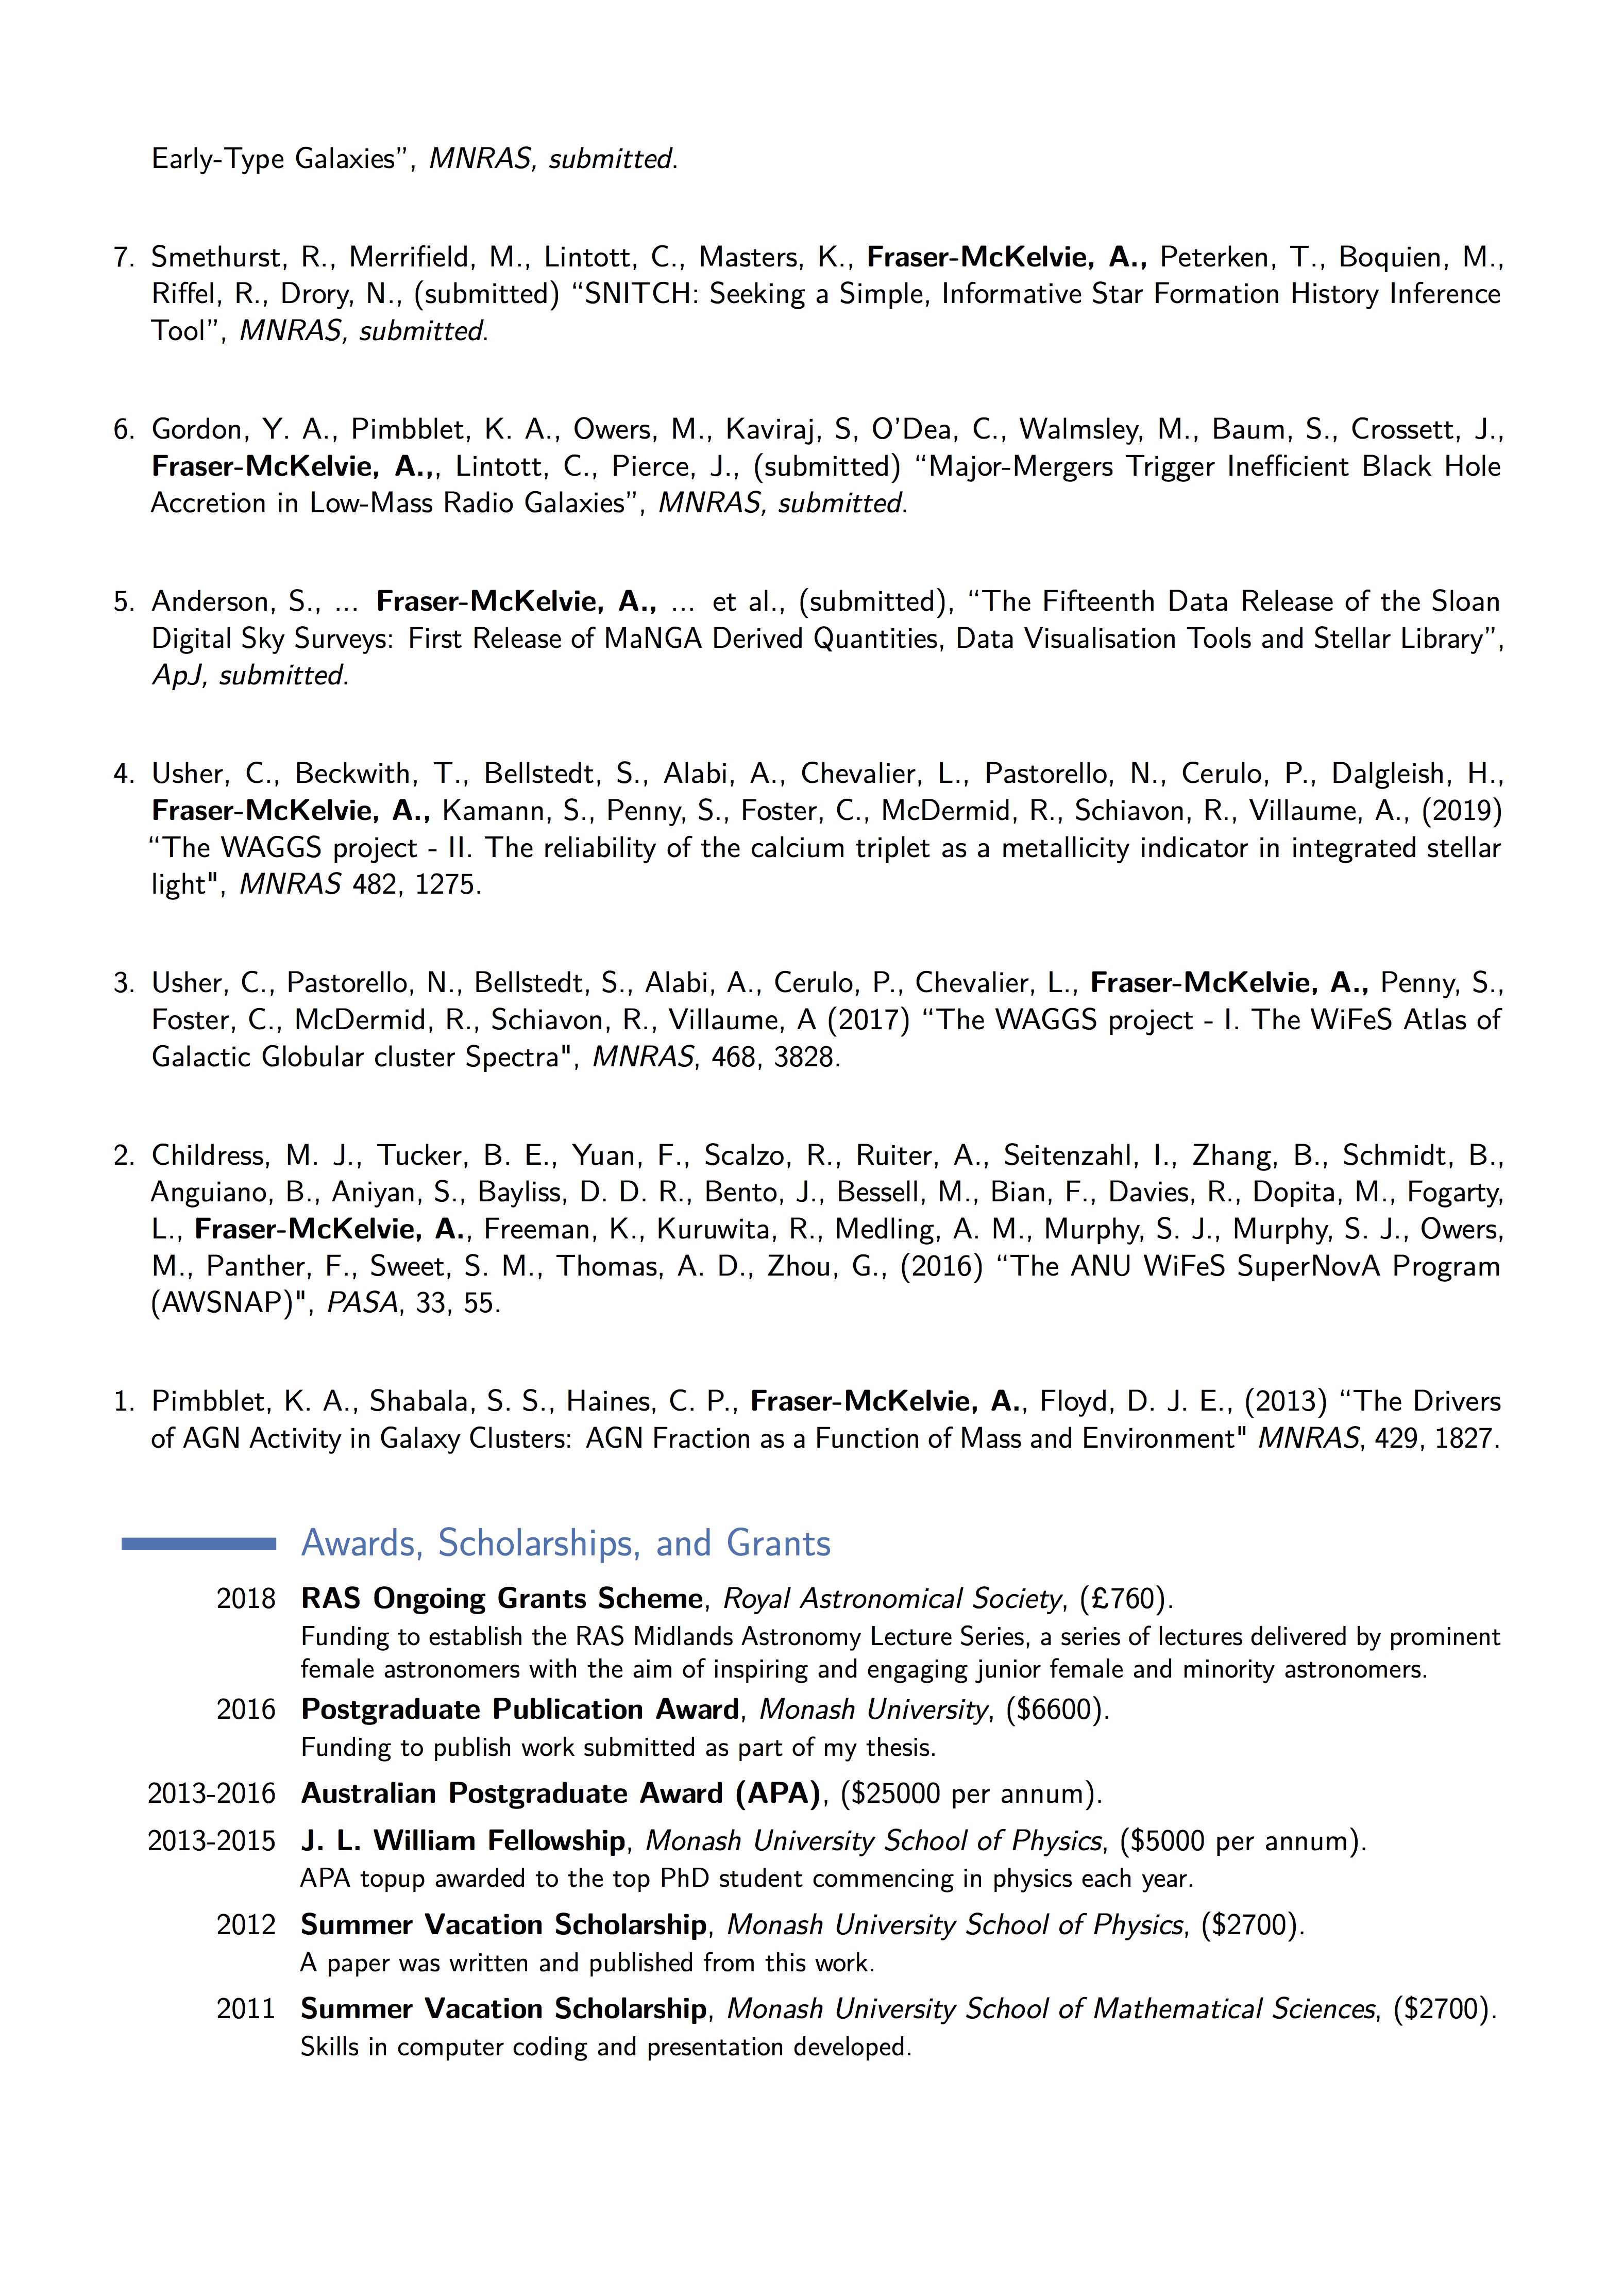 Early-Type Galaxies”, MNRAS, submitted.
7. Smethurst, R., Merrifield, M., Lintott, C., Masters, K., Fraser-McKelvie, A., Peterken, T., Boquien, M.,
Riffel, R., Drory, N., (submitted) “SNITCH: Seeking a Simple, Informative Star Formation History Inference
Tool”, MNRAS, submitted.
6. Gordon, Y. A., Pimbblet, K. A., Owers, M., Kaviraj, S, O’Dea, C., Walmsley, M., Baum, S., Crossett, J.,
Fraser-McKelvie, A.,, Lintott, C., Pierce, J., (submitted) “Major-Mergers Trigger Inefficient Black Hole
Accretion in Low-Mass Radio Galaxies”, MNRAS, submitted.
5. Anderson, S., ... Fraser-McKelvie, A., ... et al., (submitted), “The Fifteenth Data Release of the Sloan
Digital Sky Surveys: First Release of MaNGA Derived Quantities, Data Visualisation Tools and Stellar Library”,
ApJ, submitted.
4. Usher, C., Beckwith, T., Bellstedt, S., Alabi, A., Chevalier, L., Pastorello, N., Cerulo, P., Dalgleish, H.,
Fraser-McKelvie, A., Kamann, S., Penny, S., Foster, C., McDermid, R., Schiavon, R., Villaume, A., (2019)
“The WAGGS project - II. The reliability of the calcium triplet as a metallicity indicator in integrated stellar
light", MNRAS 482, 1275.
3. Usher, C., Pastorello, N., Bellstedt, S., Alabi, A., Cerulo, P., Chevalier, L., Fraser-McKelvie, A., Penny, S.,
Foster, C., McDermid, R., Schiavon, R., Villaume, A (2017) “The WAGGS project - I. The WiFeS Atlas of
Galactic Globular cluster Spectra", MNRAS, 468, 3828.
2. Childress, M. J., Tucker, B. E., Yuan, F., Scalzo, R., Ruiter, A., Seitenzahl, I., Zhang, B., Schmidt, B.,
Anguiano, B., Aniyan, S., Bayliss, D. D. R., Bento, J., Bessell, M., Bian, F., Davies, R., Dopita, M., Fogarty,
L., Fraser-McKelvie, A., Freeman, K., Kuruwita, R., Medling, A. M., Murphy, S. J., Murphy, S. J., Owers,
M., Panther, F., Sweet, S. M., Thomas, A. D., Zhou, G., (2016) “The ANU WiFeS SuperNovA Program
(AWSNAP)", PASA, 33, 55.
1. Pimbblet, K. A., Shabala, S. S., Haines, C. P., Fraser-McKelvie, A., Floyd, D. J. E., (2013) “The Drivers
of AGN Activity in Galaxy Clusters: AGN Fraction as a Function of Mass and Environment" MNRAS, 429, 1827.
Awards, Scholarships, and Grants
2018 RAS Ongoing Grants Scheme, Royal Astronomical Society, (£760).
Funding to establish the RAS Midlands Astronomy Lecture Series, a series of lectures delivered by prominent
female astronomers with the aim of inspiring and engaging junior female and minority astronomers.
2016 Postgraduate Publication Award, Monash University, ($6600).
Funding to publish work submitted as part of my thesis.
2013-2016 Australian Postgraduate Award (APA), ($25000 per annum).
2013-2015 J. L. William Fellowship, Monash University School of Physics, ($5000 per annum).
APA topup awarded to the top PhD student commencing in physics each year.
2012 Summer Vacation Scholarship, Monash University School of Physics, ($2700).
A paper was written and published from this work.
2011 Summer Vacation Scholarship, Monash University School of Mathematical Sciences, ($2700).
Skills in computer coding and presentation developed.